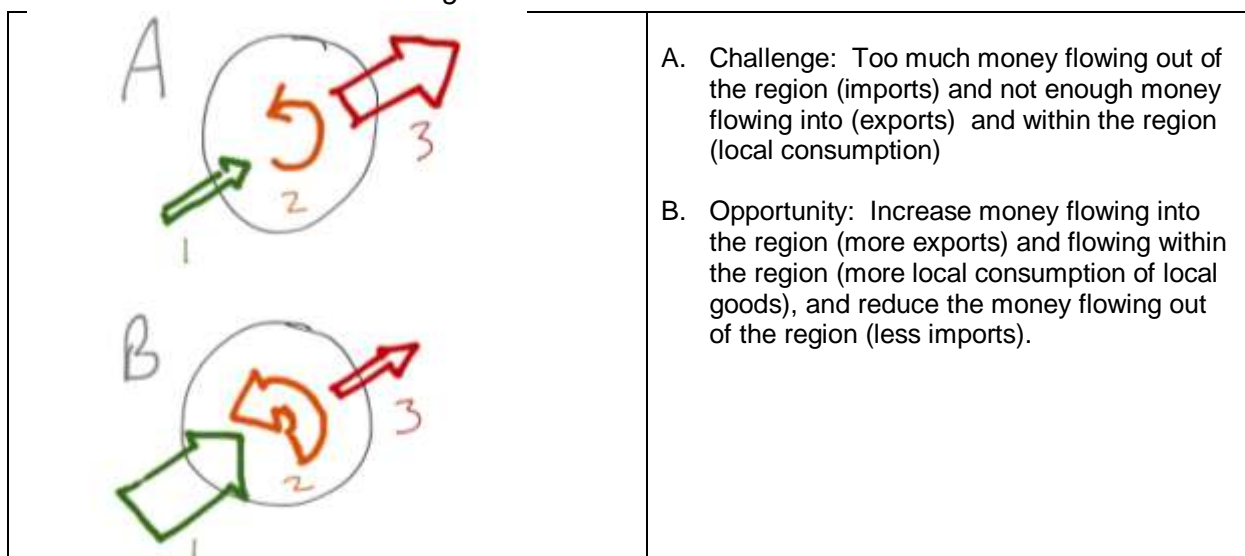 A
3
2
1
B
3
2
1
A. Challenge: Too much money flowing out of
the region (imports) and not enough money
flowing into (exports) and within the region
(local consumption)
B. Opportunity: Increase money flowing into
the region (more exports) and flowing within
the region (more local consumption of local
goods), and reduce the money flowing out
of the region (less imports).